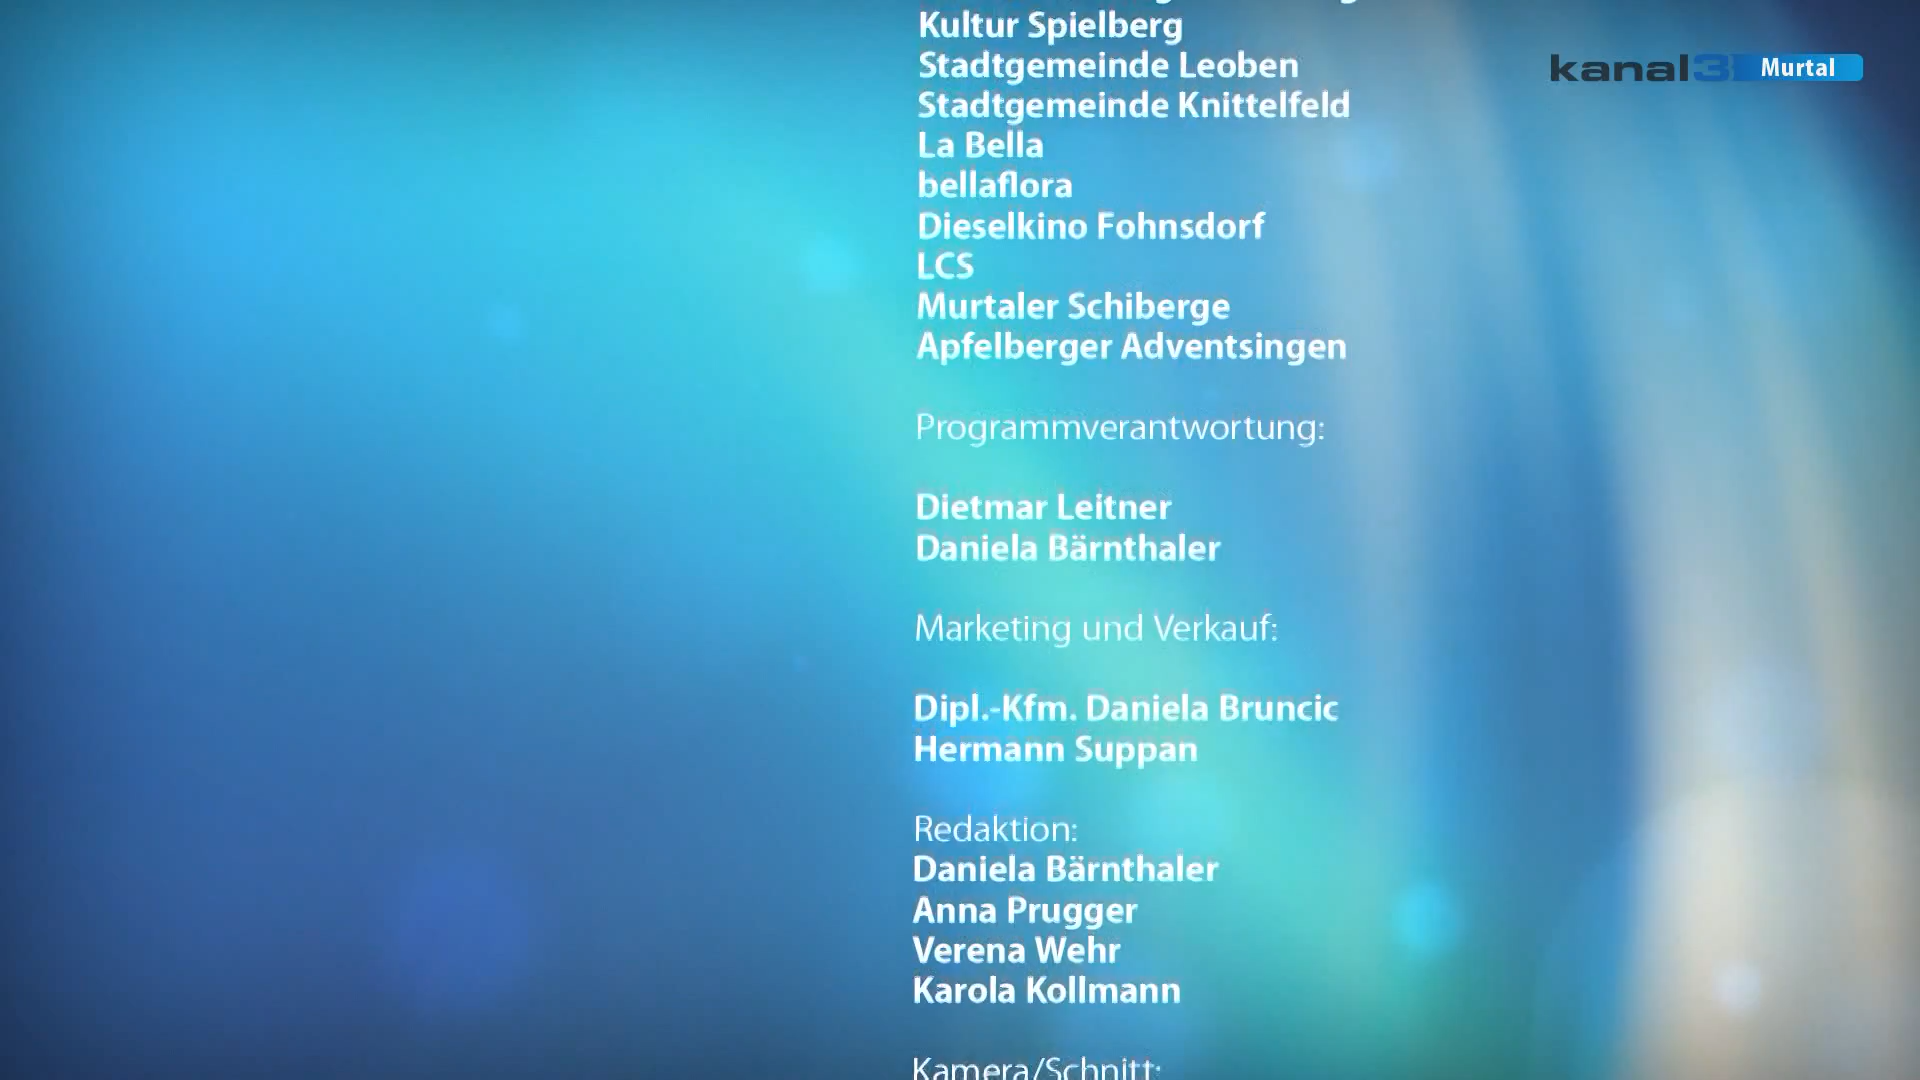 Kultur Spielberg
Stadtgemeinde Leoben
Stadtgemeinde Knittelfeld
La Bella
bellaflora
Dieselkino Fohnsdorf
LCS
Murtaler Schiberge
Apfelberger Adventsingen
Programmverantwortung:
Dietmar Leitner
Daniela Bärnthaler
Marketing und Verkauf:
Dipl.-Kfm. Daniela Bruncic
Hermann Suppan
Redaktion:
Daniela Bärnthaler
Anna Prugger
Verena Wehr
Karola Kollmann
Kamera/Schnitt:
kanal3 Murtal